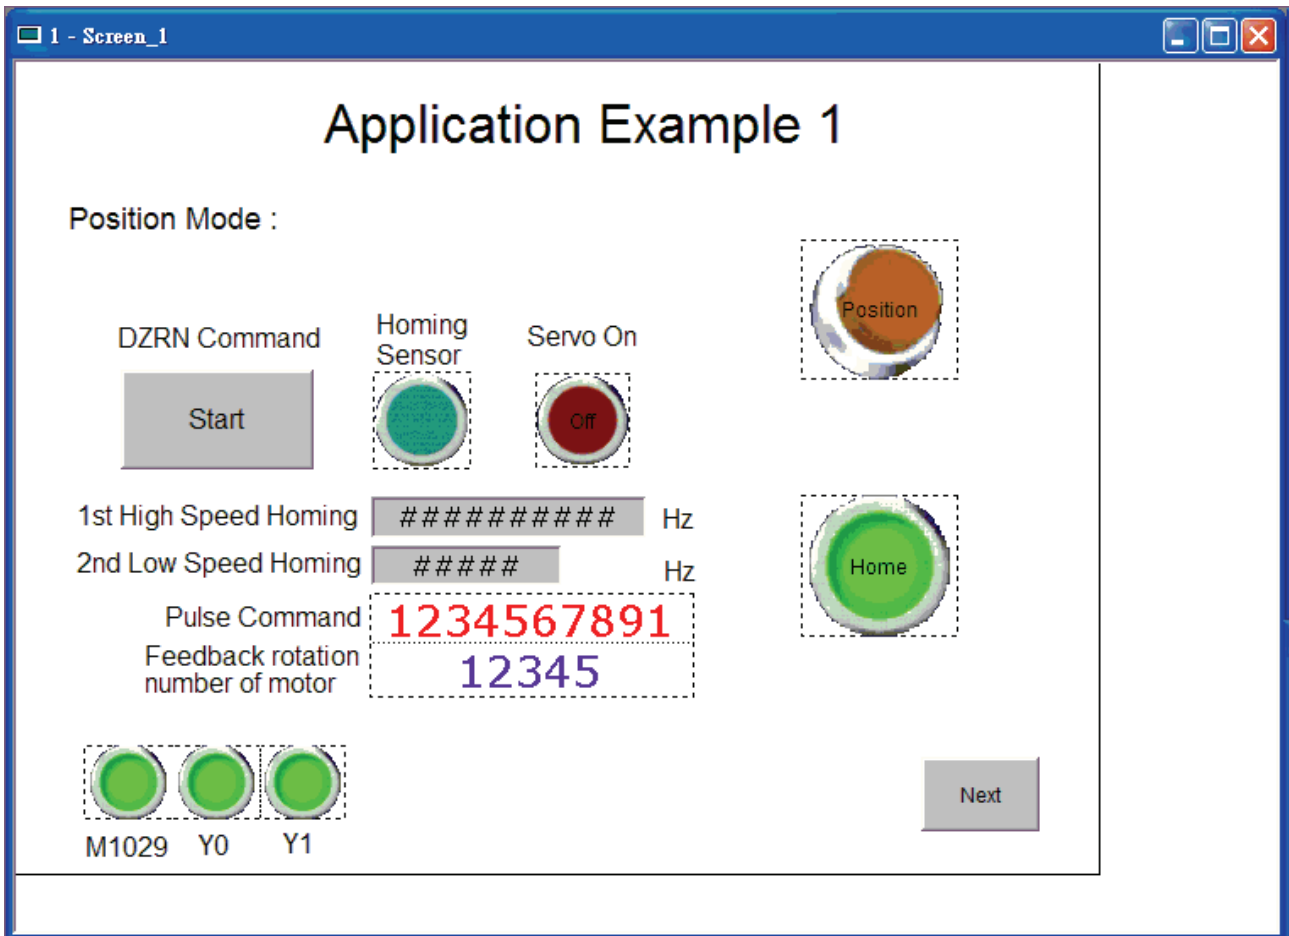 1 - Screen_1
Application Example 1
Position Mode :
Position
DZRN Command
Homing
Sensor
Servo On
Start
Off
1st High Speed Homing ########## Hz
2nd Low Speed Homing ##### Hz
Home
Pulse Command 1234567891
Feedback rotation
number of motor
12345
Next
M1029 Y0 Y1